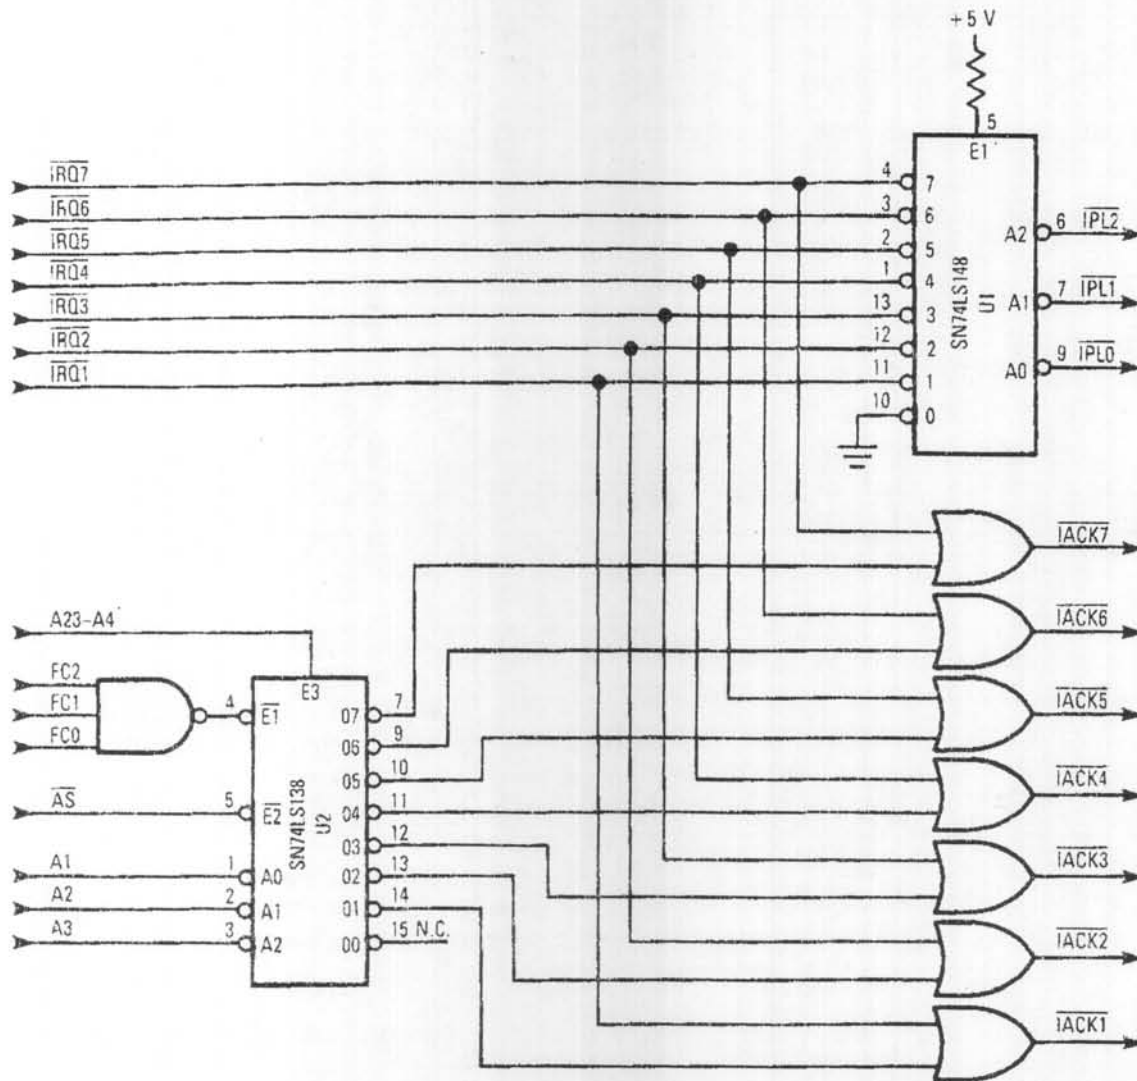 +5 V
5
E1
IRQ7
IRQ6
IRQ5
IRQ4
IRQ3
IRQ2
IRQ1
4
3
2
1
13
12
11
10
7
6
5
4
3
2
1
0
SN74LS148
U1
A2
A1
A0
6
7
9
IPL2
IPL1
IPL0
IACK7
IACK6
IACK5
IACK4
IACK3
IACK2
IACK1
A23-A4
FC2
FC1
FC0
AS
A1
A2
A3
4
5
1
2
3
E3
E1
E2
A0
A1
A2
SN74LS138
U2
07
06
05
04
03
02
01
00
7
9
10
11
12
13
14
15 N.C.